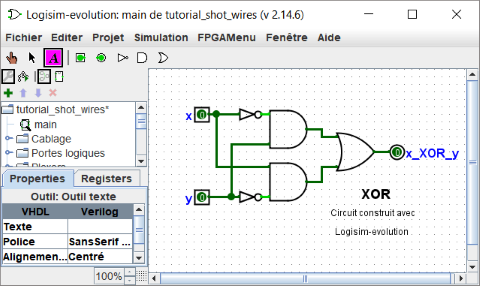 Logisim-evolution: main de tutorial_shot_wires (v 2.14.6)
Fichier Editer Projet Simulation FPGAMenu Fenêtre Aide
A
tutorial_shot_wires*
main
Cablage
Portes logiques
Properties Registers
Outil: Outil texte
VHDL Verilog
Texte
Police SansSerif ...
Alignemen... Centré
100%
x 0
y 0
0 x_XOR_y
XOR
Circuit construit avec
Logisim-evolution